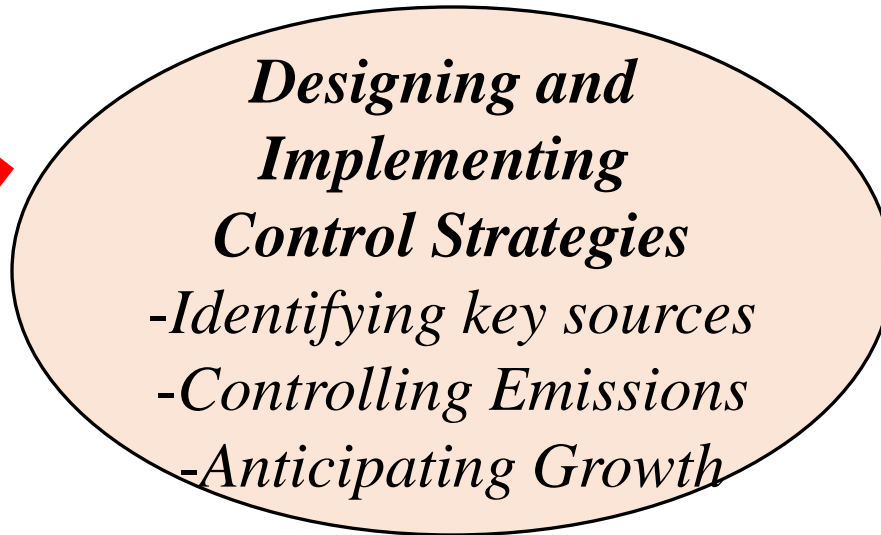 Designing and
Implementing
Control Strategies
-Identifying key sources
-Controlling Emissions
-Anticipating Growth